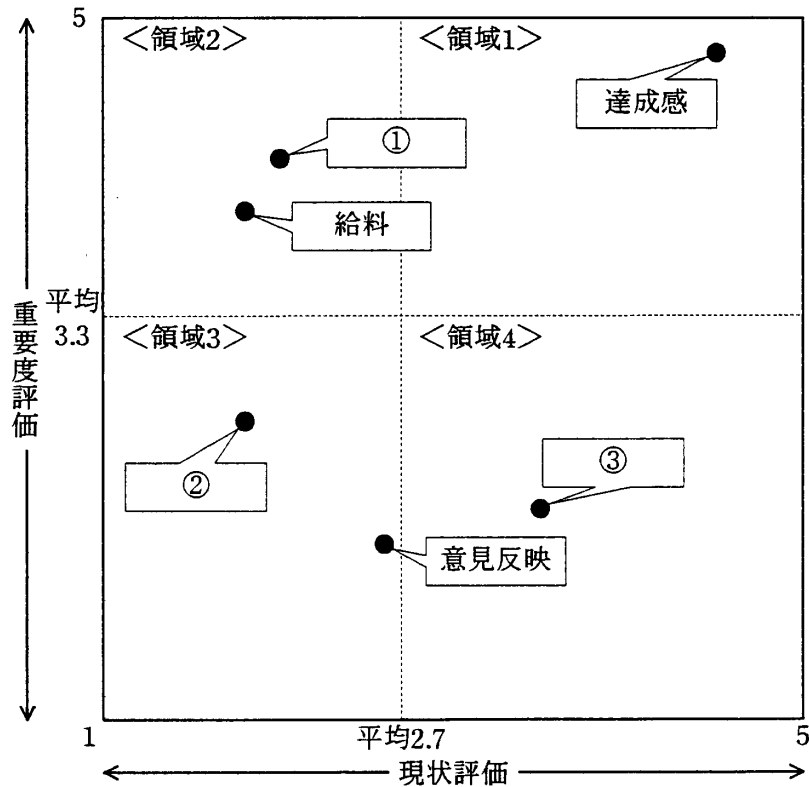 5
<領域2>
<領域1>
達成感
①
給料
平均
3.3
重要度評価
<領域3>
<領域4>
③
②
意見反映
1
平均2.7
5
現状評価